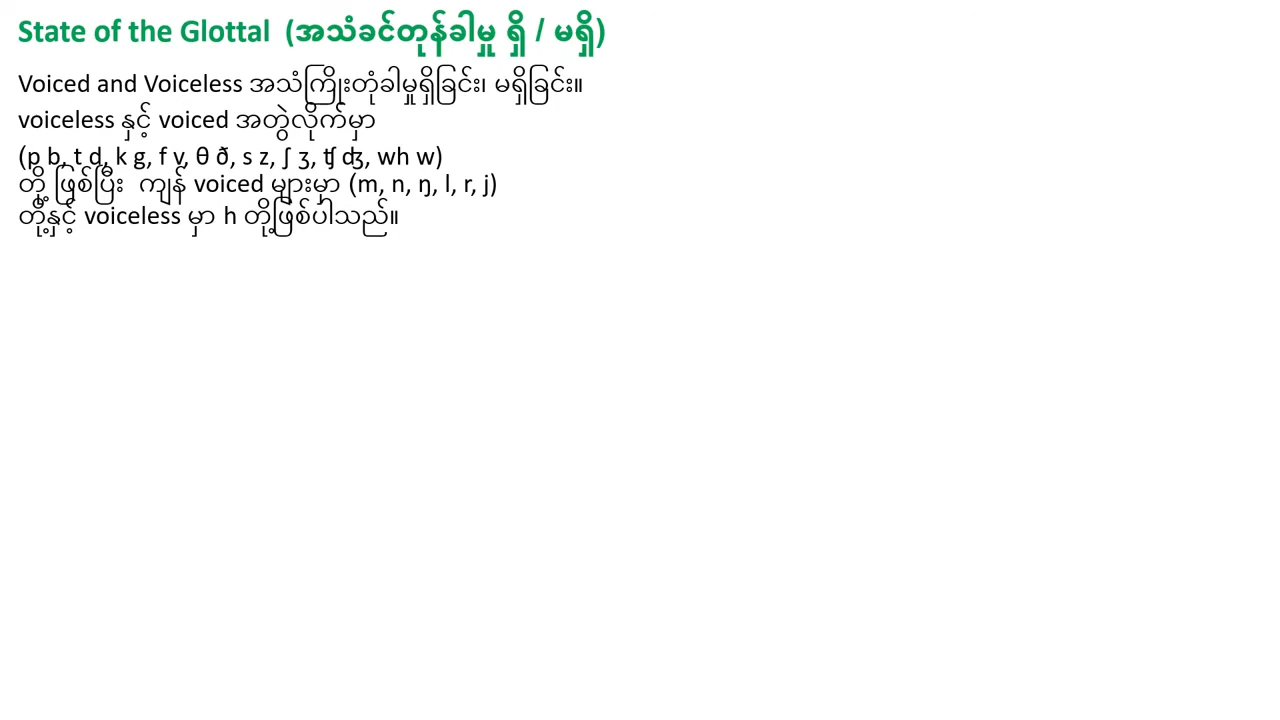 State of the Glottal (အသံခင်တုန်ခါမှု ရှိ / မရှိ)
Voiced and Voiceless အသံကြိုးတုံခါမှုရှိခြင်း၊ မရှိခြင်း။
voiceless နှင့် voiced အတွဲလိုက်မှာ
(p b, t d, k g, f v, θ ð, s z, ʃ ʒ, ʧ ʤ, wh w)
တို့ ဖြစ်ပြီး ကျန် voiced များမှာ (m, n, ŋ, l, r, j)
တို့နှင့် voiceless မှာ h တို့ဖြစ်ပါသည်။